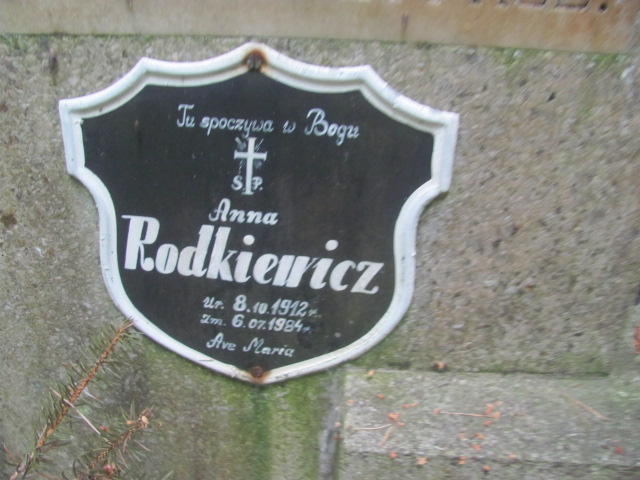 Tu spoczywa w Bogu
Ś.P.
Anna
Rodkiewicz
Ur. 8.10.1912 r.
Zm. 6.07.1984 r.
Ave Maria